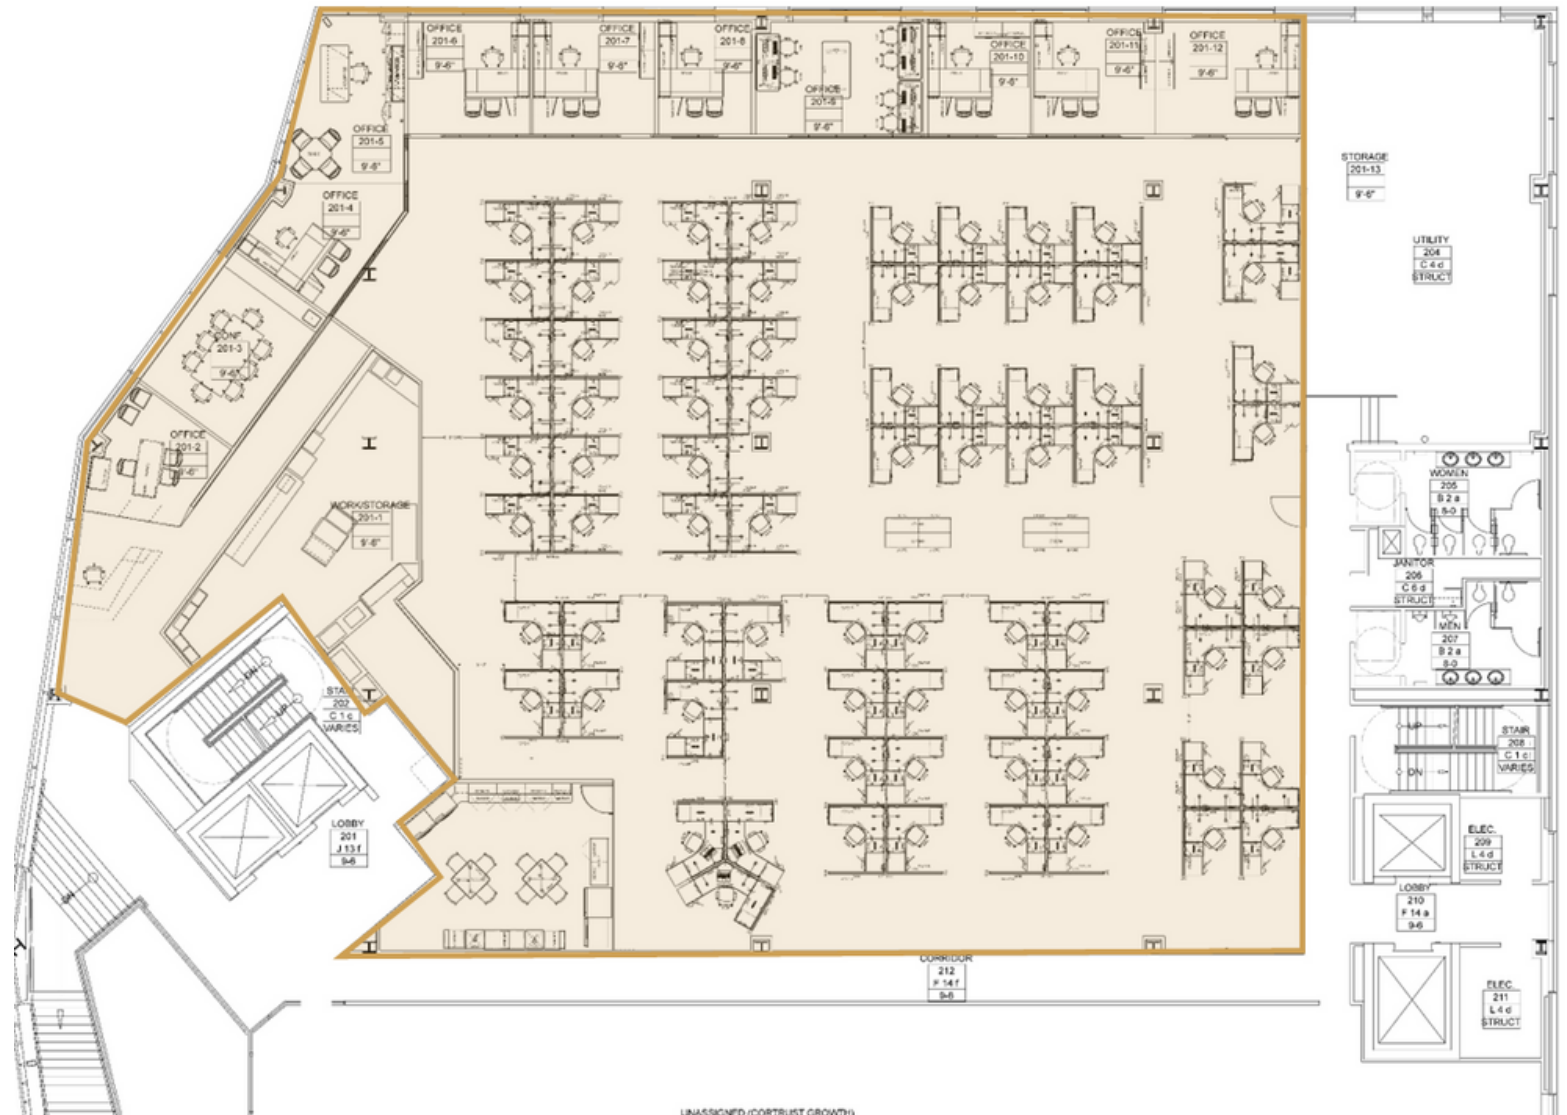 OFFICE
201-6
9'-6"
OFFICE
201-7
9'-6"
OFFICE
201-8
9'-6"
OFFICE
201-9
9'-6"
OFFICE
201-10
9'-6"
OFFICE
201-11
9'-6"
OFFICE
201-12
9'-6"
OFFICE
201-5
9'-6"
OFFICE
201-4
9'-6"
STORAGE
201-13
9'-6"
UTILITY
204
C 4 d
STRUCT
201-3
9'-6"
OFFICE
201-2
9'-6"
WORK/STORAGE
201-1
9'-6"
WOMEN
205
B 2 a
8-0
JANITOR
206
C 6 d
STRUCT
MEN
207
B 2 a
8-0
DN
UP
STAIR
202
C 1 c
VARIES
UP
DN
STAIR
208
C 1 c
VARIES
LOBBY
201
J 13 f
9-6
ELEC.
209
L 4 d
STRUCT
DN
LOBBY
210
F 14 a
9-6
CORRIDOR
212
F 14 f
9-6
ELEC.
211
L 4 d
STRUCT
UNASSIGNED (CORTRUST GROWTH)